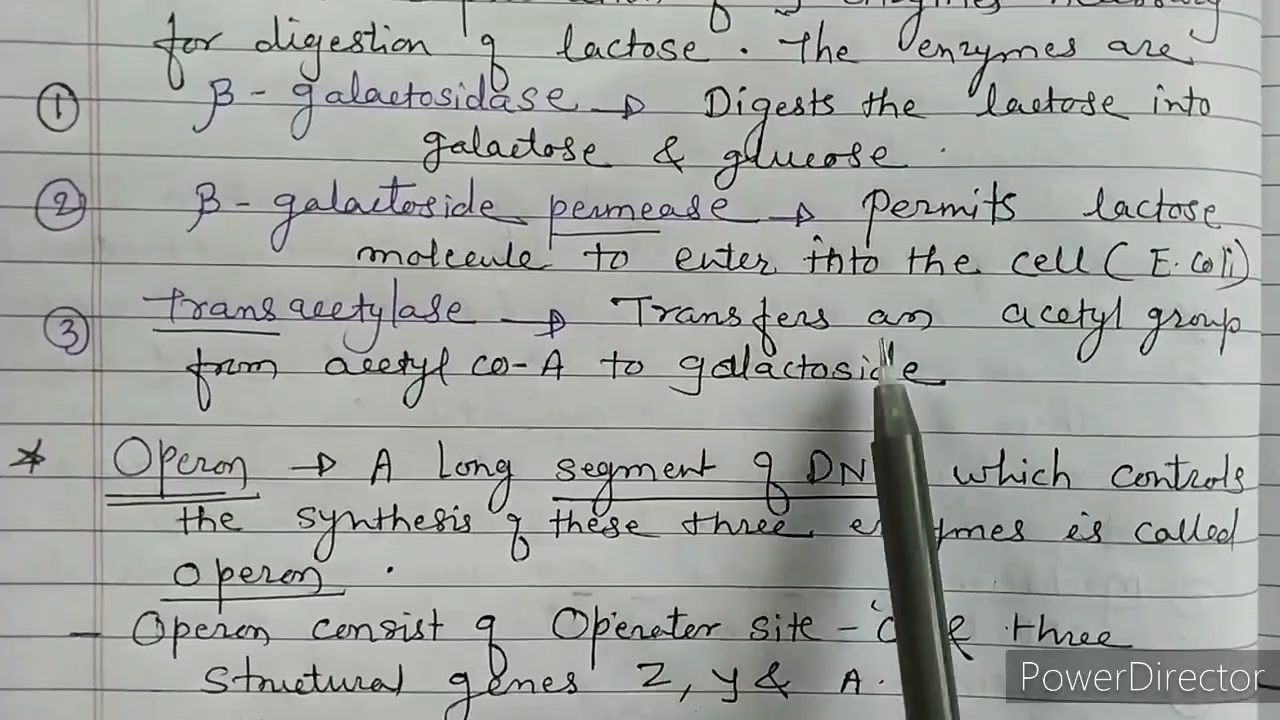 enzymes necessary
for digestion of lactose. The enzymes are
① β-galactosidase → Digests the lactose into
galactose & glucose.
② β-galactoside permease → permits lactose
molecule to enter into the cell (E. coli)
③ Transacetylase → Transfers an acetyl group
from acetyl co-A to galactoside
* Operon → A Long segment of DN which controls
the synthesis of these three enzymes is called
Operon.
- Operon consist of Operator site - 'O' & three
structural genes Z, Y & A.
PowerDirector